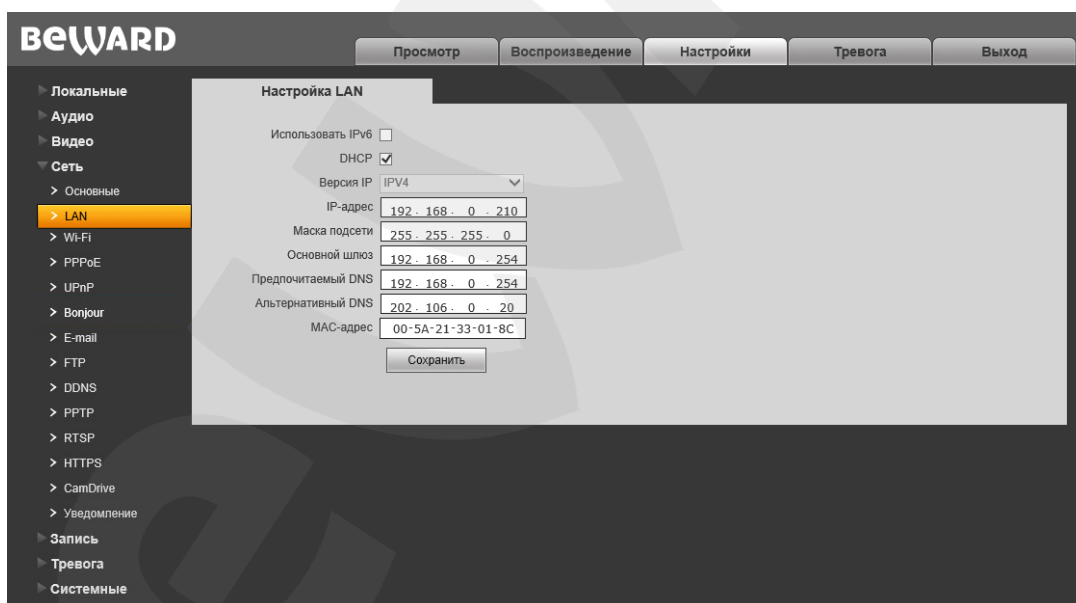 BEWARD
Просмотр
Воспроизведение
Настройки
Тревога
Выход
Локальные
Аудио
Видео
Сеть
Основные
LAN
Wi-Fi
PPPoE
UPnP
Bonjour
E-mail
FTP
DDNS
PPTP
RTSP
HTTPS
CamDrive
Уведомление
Запись
Тревога
Системные
Настройка LAN
Использовать IPv6
DHCP
Версия IP IPV4
IP-адрес 192 . 168 . 0 . 210
Маска подсети 255 . 255 . 255 . 0
Основной шлюз 192 . 168 . 0 . 254
Предпочитаемый DNS 192 . 168 . 0 . 254
Альтернативный DNS 202 . 106 . 0 . 20
MAC-адрес 00-5A-21-33-01-8C
Сохранить